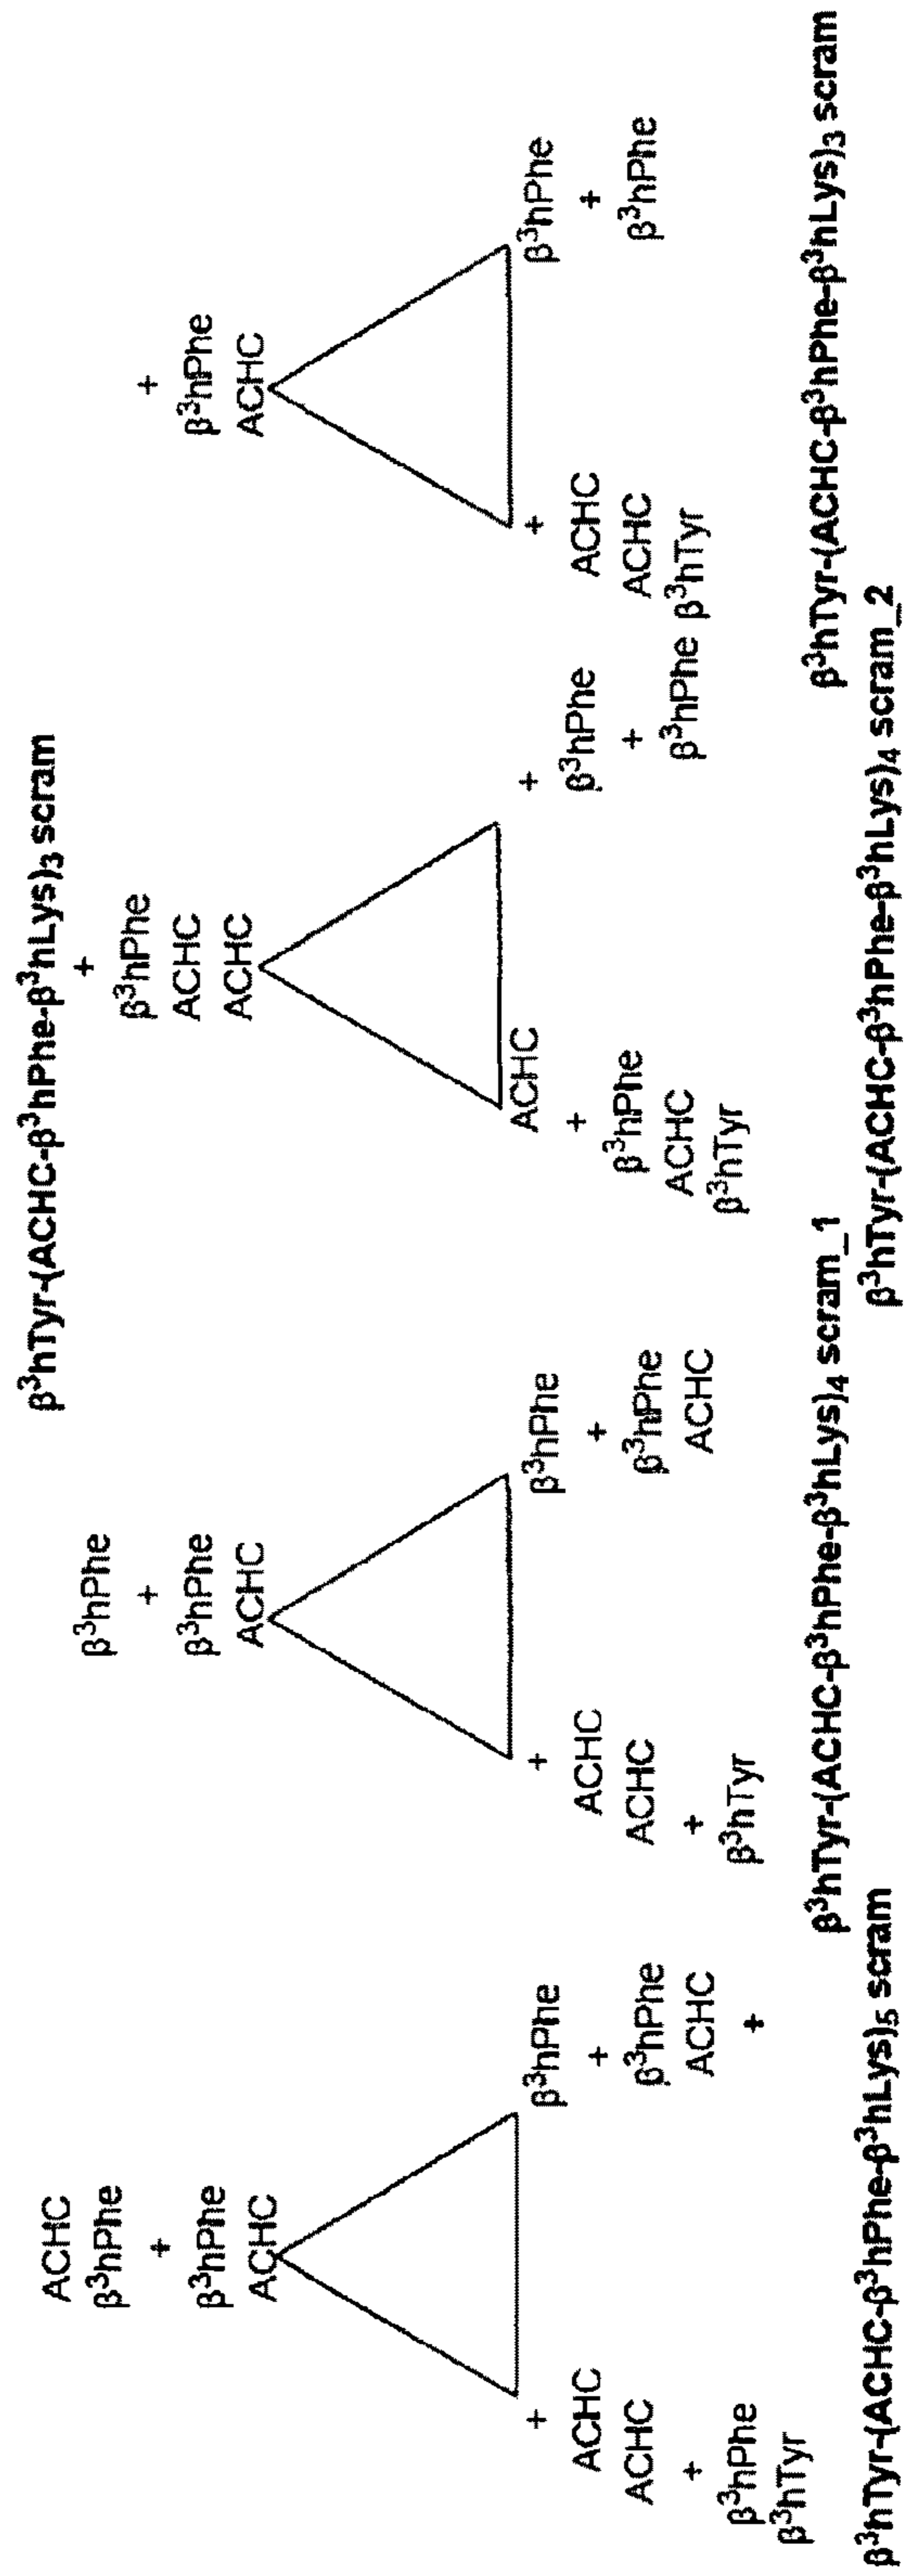 ACHC
β³hPhe
+
β³hPhe
ACHC
+
ACHC
ACHC
+
β³hPhe
β³hTyr
β³hPhe
+
β³hPhe
ACHC
+
β³hTyr-(ACHC-β³hPhe-β³hLys)₅ scram
β³hPhe
+
β³hPhe
ACHC
+
ACHC
ACHC
+
β³hTyr
β³hPhe
+
β³hPhe
ACHC
β³hTyr-(ACHC-β³hPhe-β³hLys)₄ scram_1
β³hTyr-(ACHC-β³hPhe-β³hLys)₃ scram
+
β³hPhe
ACHC
ACHC
ACHC
+
β³hPhe
ACHC
β³hTyr
+
β³hPhe
+
β³hPhe
β³hTyr-(ACHC-β³hPhe-β³hLys)₄ scram_2
+
β³hPhe
ACHC
+
ACHC
ACHC
β³hTyr
β³hPhe
+
β³hPhe
β³hTyr-(ACHC-β³hPhe-β³hLys)₃ scram